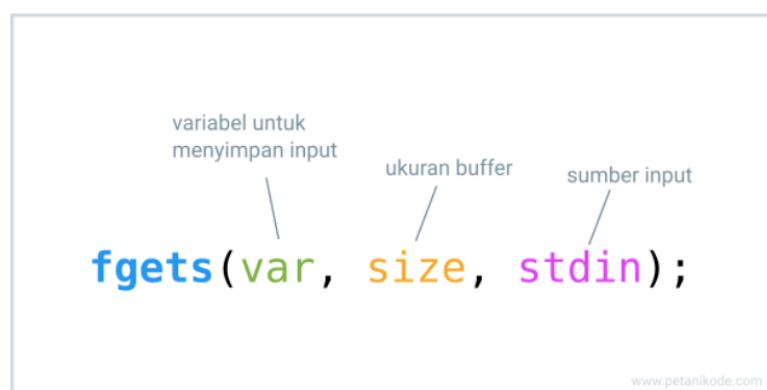 variabel untuk
menyimpan input
ukuran buffer
sumber input
fgets(var, size, stdin);
www.petanikode.com